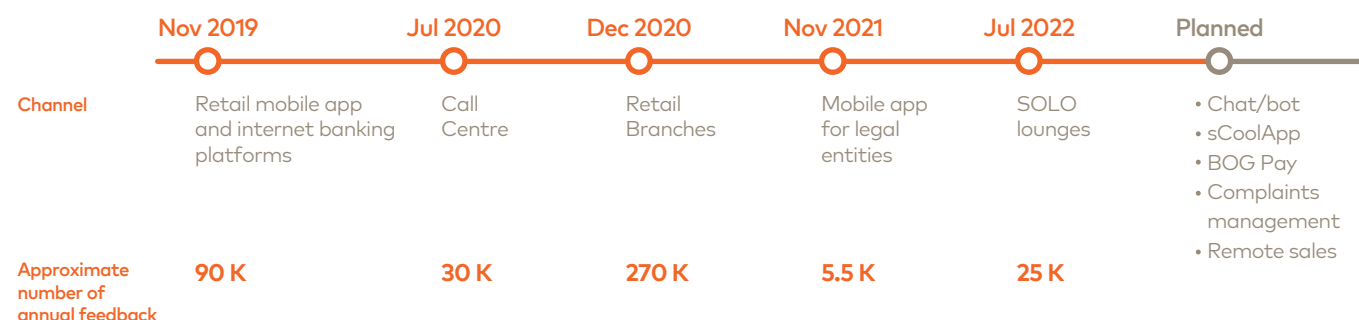 Nov 2019
Jul 2020
Dec 2020
Nov 2021
Jul 2022
Planned
Channel
Retail mobile app
and internet banking
platforms
Call
Centre
Retail
Branches
Mobile app
for legal
entities
SOLO
lounges
• Chat/bot
• sCoolApp
• BOG Pay
• Complaints
management
• Remote sales
Approximate
number of
annual feedback
90 K
30 K
270 K
5.5 K
25 K